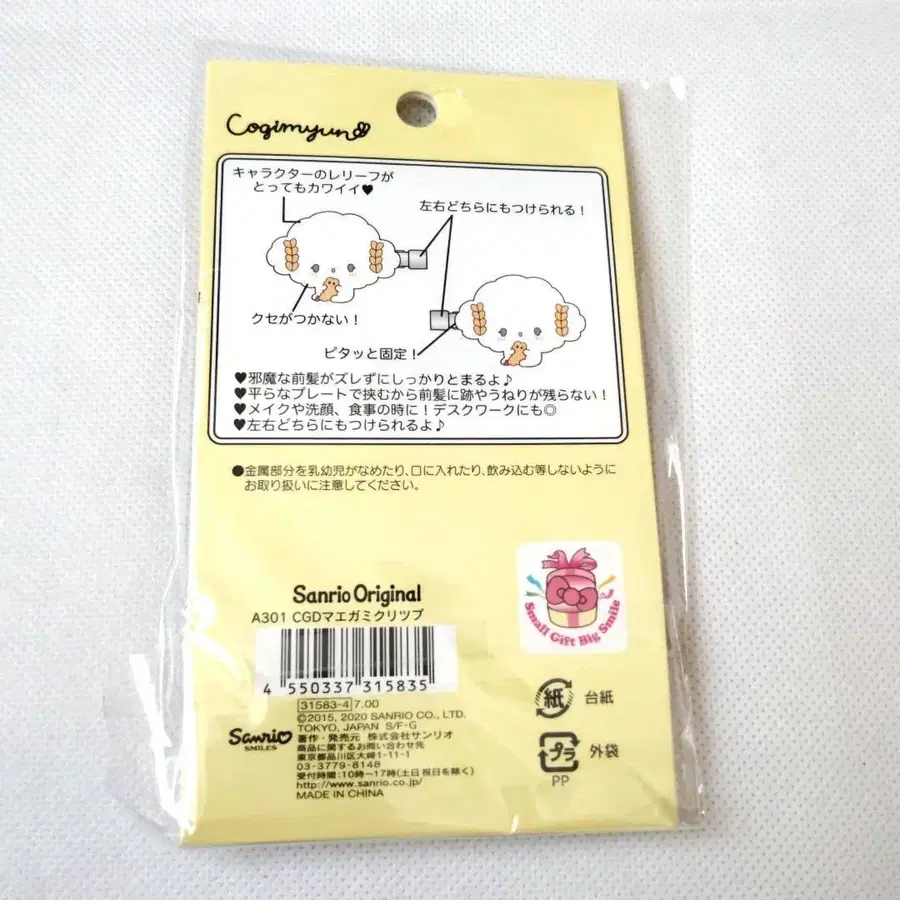 Cogimyun
キャラクターのレリーフが
とってもカワイイ♥
左右どちらにもつけられる！
クセがつかない！
ピタッと固定！
♥邪魔な前髪がズレずにしっかりとまるよ♪
♥平らなプレートで挟むから前髪に跡やうねりが残らない！
♥メイクや洗顔、食事の時に！デスクワークにも◎
♥左右どちらにもつけられるよ♪
●金属部分を乳幼児がなめたり、口に入れたり、飲み込む等しないように
お取り扱いに注意してください。
Small Gift Big Smile
Sanrio Original
A301 CGDマエガミクリツプ
4 550337 315835
31583-4 7.00
©2015, 2020 SANRIO CO., LTD.
TOKYO, JAPAN S/F-G
著作・発売元 株式会社サンリオ
商品に関するお問い合わせ先
東京都品川区大崎1-11-1
03-3779-8148
受付時間：10時〜17時(土日祝日を除く)
http://www.sanrio.co.jp/
MADE IN CHINA
Sanrio
SMILES
紙 台紙
プラ 外袋
PP